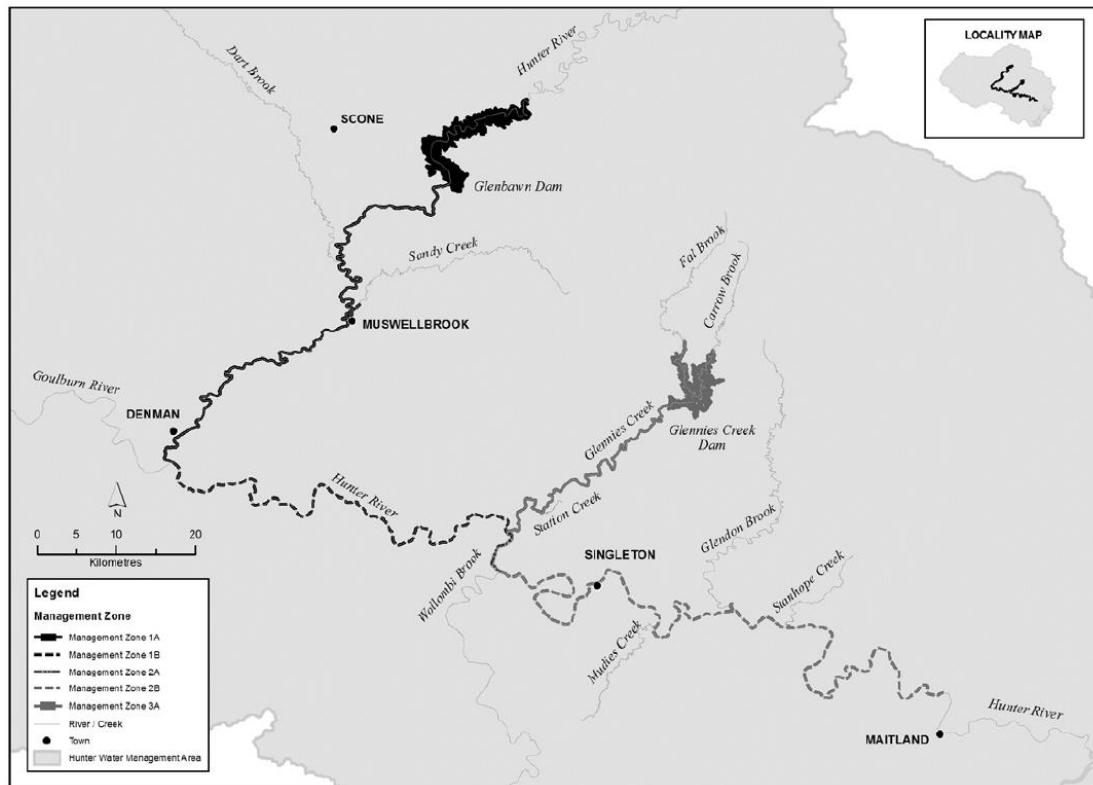 LOCALITY MAP
Hunter River
Dart Brook
SCONE
Glenbawn Dam
Sandy Creek
Fal Brook
Carrow Brook
MUSWELLBROOK
Goulburn River
DENMAN
Glennies Creek
Glennies Creek
Dam
Hunter River
Station Creek
N
0 5 10 20
Kilometres
Glendon Brook
SINGLETON
Wollombi Brook
Stanhope Creek
Mudies Creek
Hunter River
MAITLAND
Legend
Management Zone
Management Zone 1A
Management Zone 1B
Management Zone 2A
Management Zone 2B
Management Zone 3A
River / Creek
Town
Hunter Water Management Area